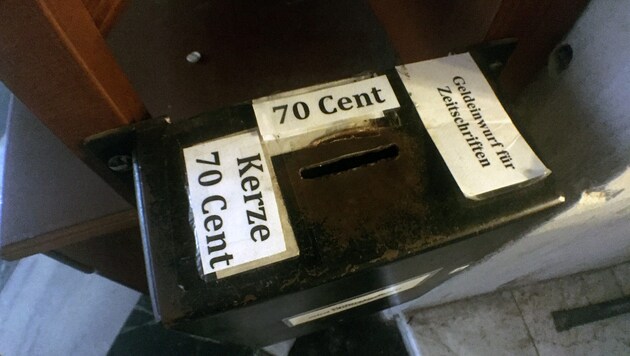 70 Cent
Kerze
70 Cent
Geldeinwurf für
Zeitschriften